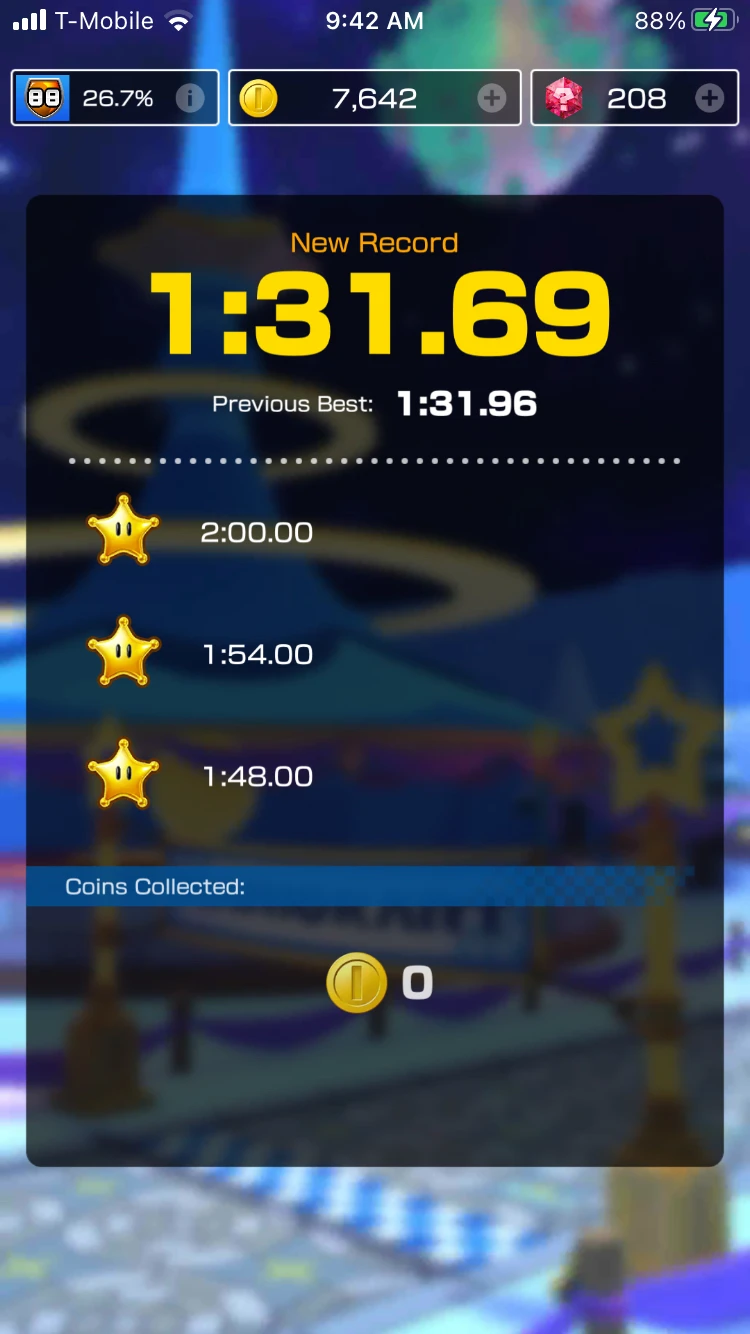 T-Mobile 9:42 AM 88%
26.7% 7,642 208
New Record
1:31.69
Previous Best: 1:31.96
2:00.00
1:54.00
1:48.00
Coins Collected:
0